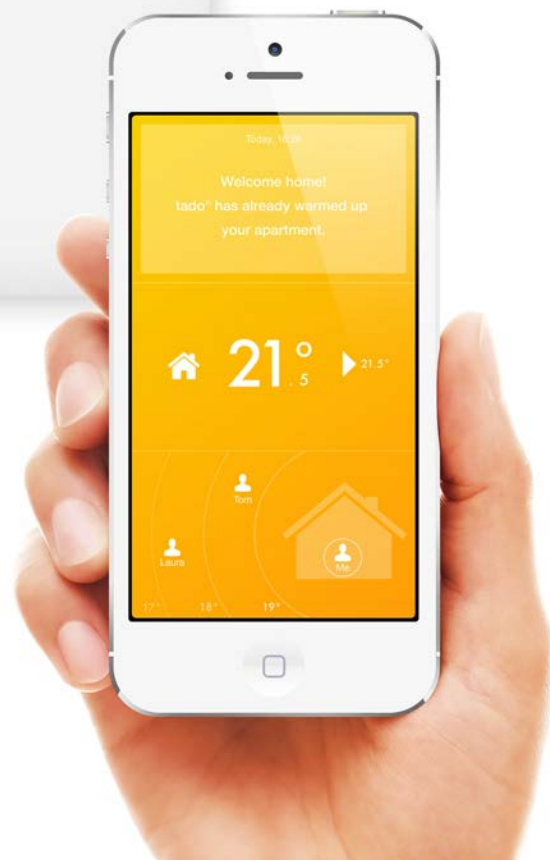 Today, 16:26
Welcome home!
tado° has already warmed up
your apartment.
21.5° 21.5°
Tom
Laura
Me
17° 18° 19°